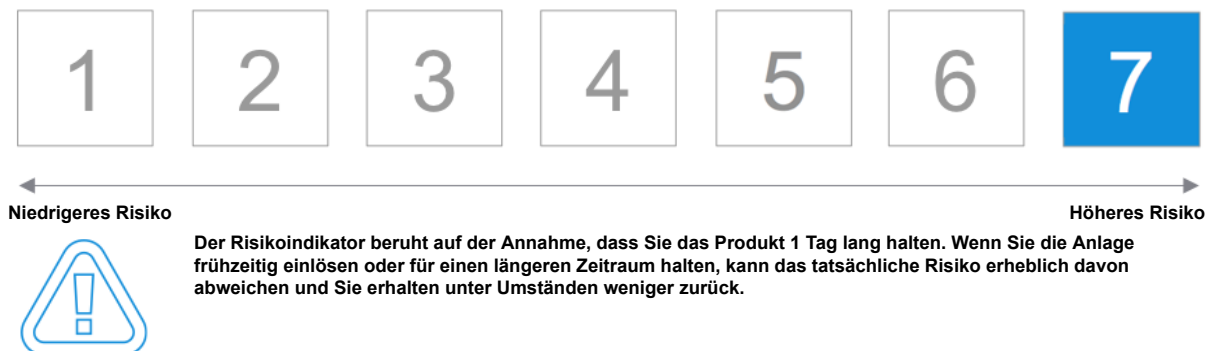 1 2 3 4 5 6 7
Niedrigeres Risiko Höheres Risiko
Der Risikoindikator beruht auf der Annahme, dass Sie das Produkt 1 Tag lang halten. Wenn Sie die Anlage
frühzeitig einlösen oder für einen längeren Zeitraum halten, kann das tatsächliche Risiko erheblich davon
abweichen und Sie erhalten unter Umständen weniger zurück.